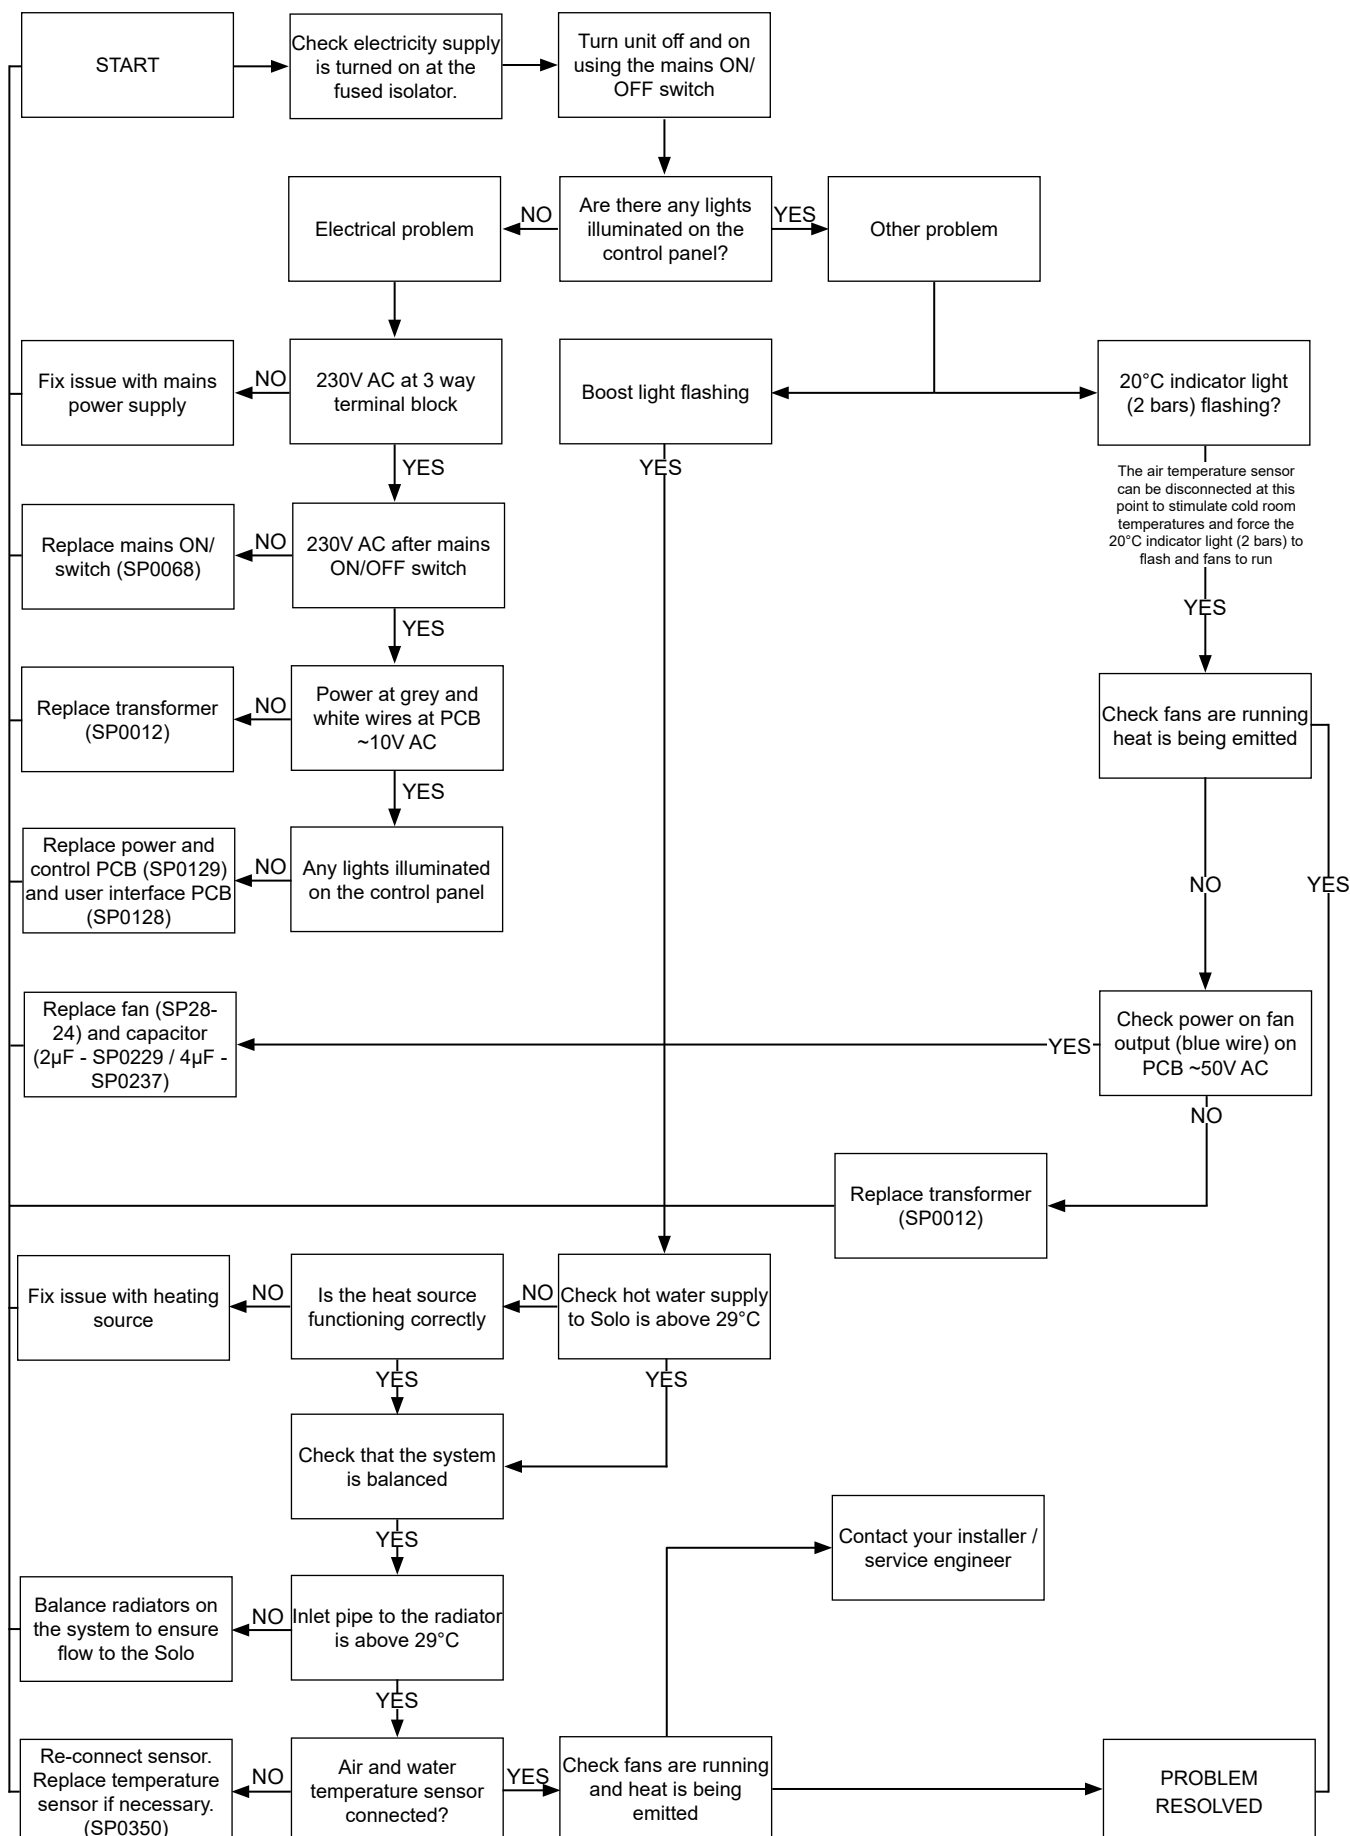 START
Check electricity supply
is turned on at the
fused isolator.
Turn unit off and on
using the mains ON/
OFF switch
Electrical problem
NO
Are there any lights
illuminated on the
control panel?
YES
Other problem
Fix issue with mains
power supply
NO
230V AC at 3 way
terminal block
Boost light flashing
20°C indicator light
(2 bars) flashing?
YES
YES
The air temperature sensor
can be disconnected at this
point to stimulate cold room
temperatures and force the
20°C indicator light (2 bars) to
flash and fans to run
Replace mains ON/
switch (SP0068)
NO
230V AC after mains
ON/OFF switch
YES
YES
Replace transformer
(SP0012)
NO
Power at grey and
white wires at PCB
~10V AC
Check fans are running
heat is being emitted
YES
Replace power and
control PCB (SP0129)
and user interface PCB
(SP0128)
NO
Any lights illuminated
on the control panel
NO
YES
Replace fan (SP28-
24) and capacitor
(2µF - SP0229 / 4µF -
SP0237)
YES
Check power on fan
output (blue wire) on
PCB ~50V AC
NO
Replace transformer
(SP0012)
Fix issue with heating
source
NO
Is the heat source
functioning correctly
NO
Check hot water supply
to Solo is above 29°C
YES
YES
Check that the system
is balanced
YES
Contact your installer /
service engineer
Balance radiators on
the system to ensure
flow to the Solo
NO
Inlet pipe to the radiator
is above 29°C
YES
Re-connect sensor.
Replace temperature
sensor if necessary.
(SP0350)
NO
Air and water
temperature sensor
connected?
YES
Check fans are running
and heat is being
emitted
PROBLEM
RESOLVED